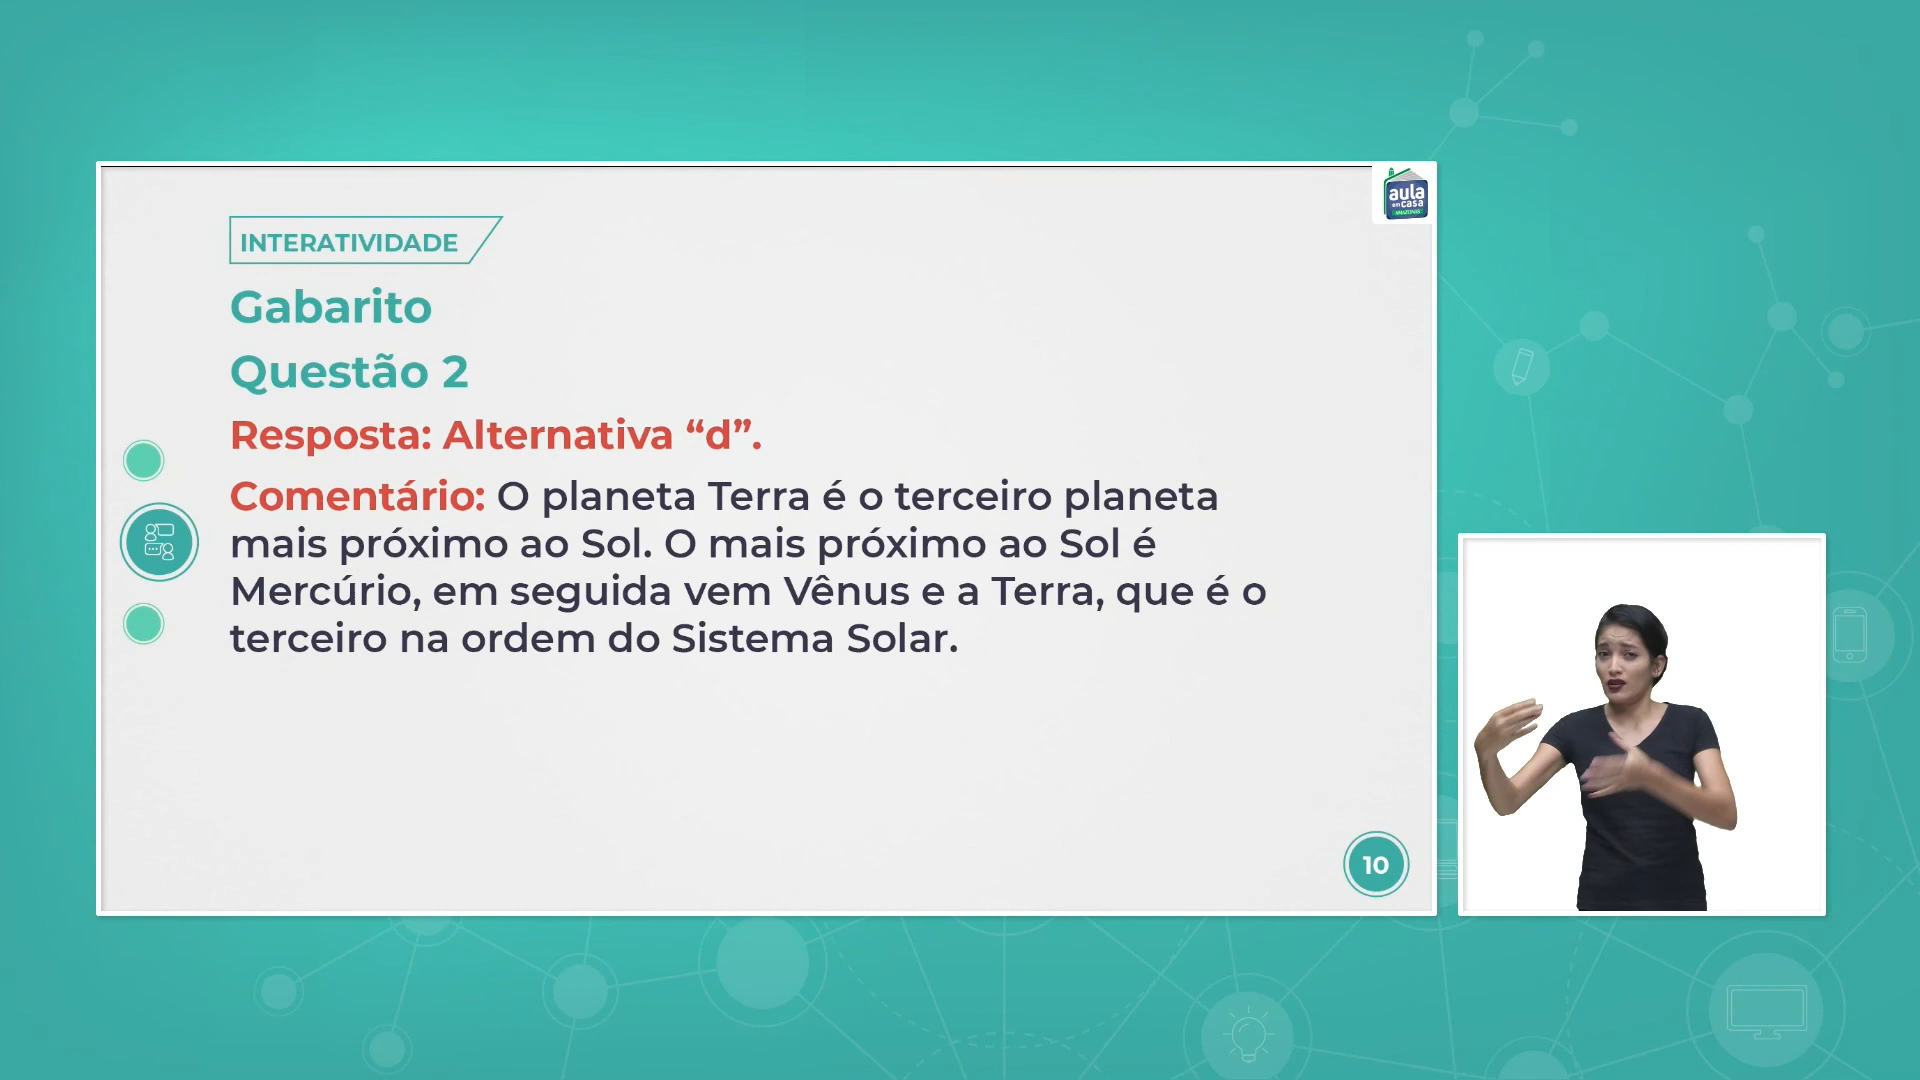 aula
em casa
AMAZONAS
INTERATIVIDADE
Gabarito
Questão 2
Resposta: Alternativa “d”.
Comentário: O planeta Terra é o terceiro planeta
mais próximo ao Sol. O mais próximo ao Sol é
Mercúrio, em seguida vem Vênus e a Terra, que é o
terceiro na ordem do Sistema Solar.
10